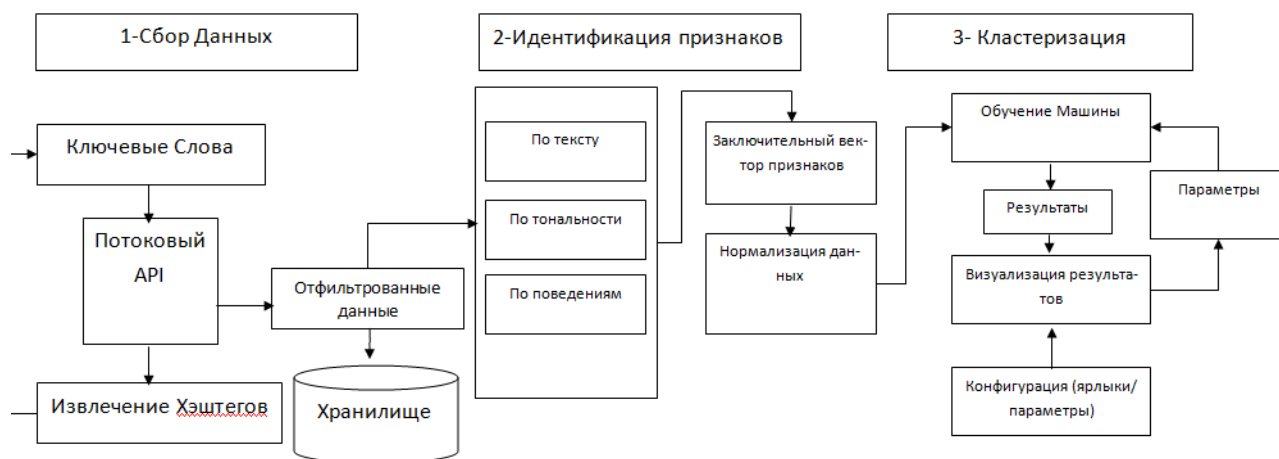 1-Сбор Данных
2-Идентификация признаков
3- Кластеризация
Ключевые Слова
Потоковый
API
Извлечение Хэштегов
Отфильтрованные
данные
Хранилище
По тексту
По тональности
По поведениям
Заключительный век-
тор признаков
Нормализация дан-
ных
Обучение Машины
Результаты
Параметры
Визуализация результа-
тов
Конфигурация (ярлыки/
параметры)